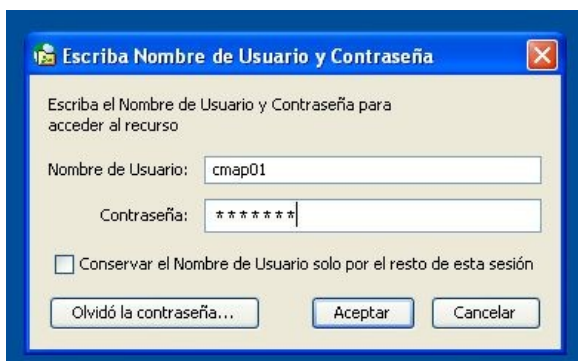 Escriba Nombre de Usuario y Contraseña
Escriba el Nombre de Usuario y Contraseña para
acceder al recurso
Nombre de Usuario: cmap01
Contraseña: *******
Conservar el Nombre de Usuario solo por el resto de esta sesión
Olvidó la contraseña... Aceptar Cancelar